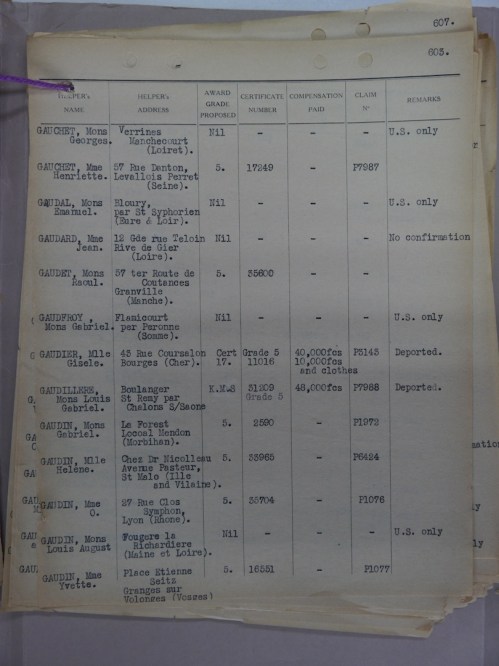 607.
603.
HELPER'S NAME HELPER'S ADDRESS AWARD GRADE PROPOSED CERTIFICATE NUMBER COMPENSATION PAID CLAIM Nº REMARKS
GAUCHET, Mons Verrines Nil - - - U.S. only
Georges. Manchecourt
(Loiret).
GAUCHET, Mme 57 Rue Danton, 5. 17249 - P7987
Henriette. Levallois Perret
(Seine).
GAUDAL, Mons Bloury, Nil - - - U.S. only
Emanuel. par St Syphorien
(Eure & Loir).
GAUDARD, Mme 12 Gde rue Teloin Nil - - - No confirmation
Jean. Rive de Gier
(Loire).
GAUDET, Mons 57 ter Route de 5. 35600 - -
Raoul. Coutances
Granville
(Manche).
GAUDFROY, Flamicourt Nil - - - U.S. only
Mons Gabriel. par Peronne
(Somme).
GAUDIER, Mlle 43 Rue Coursalon Cert Grade 5 40,000fcs P3143 Deported.
Gisele. Bourges (Cher). 17. 11016 10,000fcs
and clothes
GAUDILLERE, Boulanger K.M-S 31209 48,000fcs P7988 Deported.
Mons Louis St Remy par Grade 5
Gabriel. Chalons S/Saone
GAUDIN, Mons Le Forest 5. 2590 - P1972
Gabriel. Locoal Mendon
(Morbihan).
GAUDIN, Mlle Chez Dr Nicolleau 5. 33965 - P6424
Helene. Avenue Pasteur,
St Malo (Ille
and Vilaine).
GAUDIN, Mme 27 Rue Clos 5. 35704 - P1076
O. Symphon,
Lyon (Rhone).
GAUDIN, Mons Fougere la Nil - - - U.S. only
Louis August Richardiere
(Maine et Loire).
GAUDIN, Mme Place Etienne 5. 16551 - P1077
Yvette. Seitz
Granges sur
Volonges (Vosges)